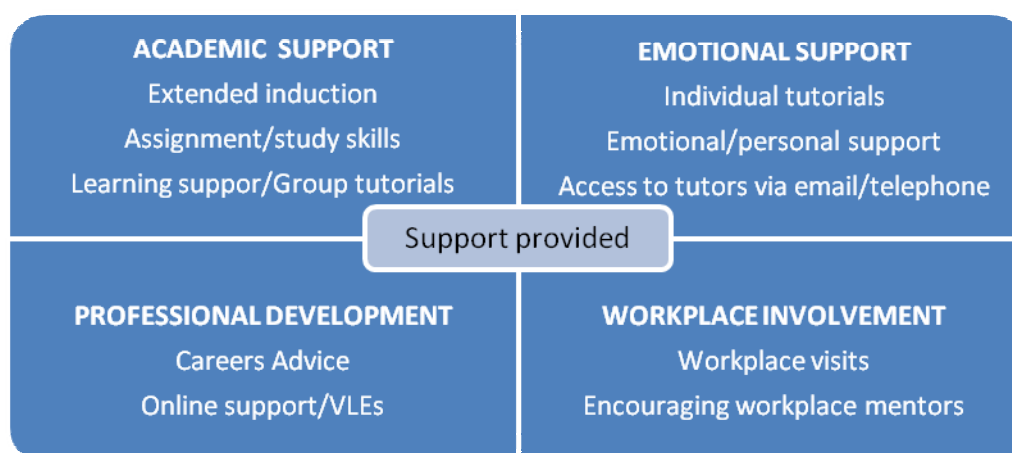 ACADEMIC SUPPORT
Extended induction
Assignment/study skills
Learning suppor/Group tutorials
EMOTIONAL SUPPORT
Individual tutorials
Emotional/personal support
Access to tutors via email/telephone
Support provided
PROFESSIONAL DEVELOPMENT
Careers Advice
Online support/VLEs
WORKPLACE INVOLVEMENT
Workplace visits
Encouraging workplace mentors